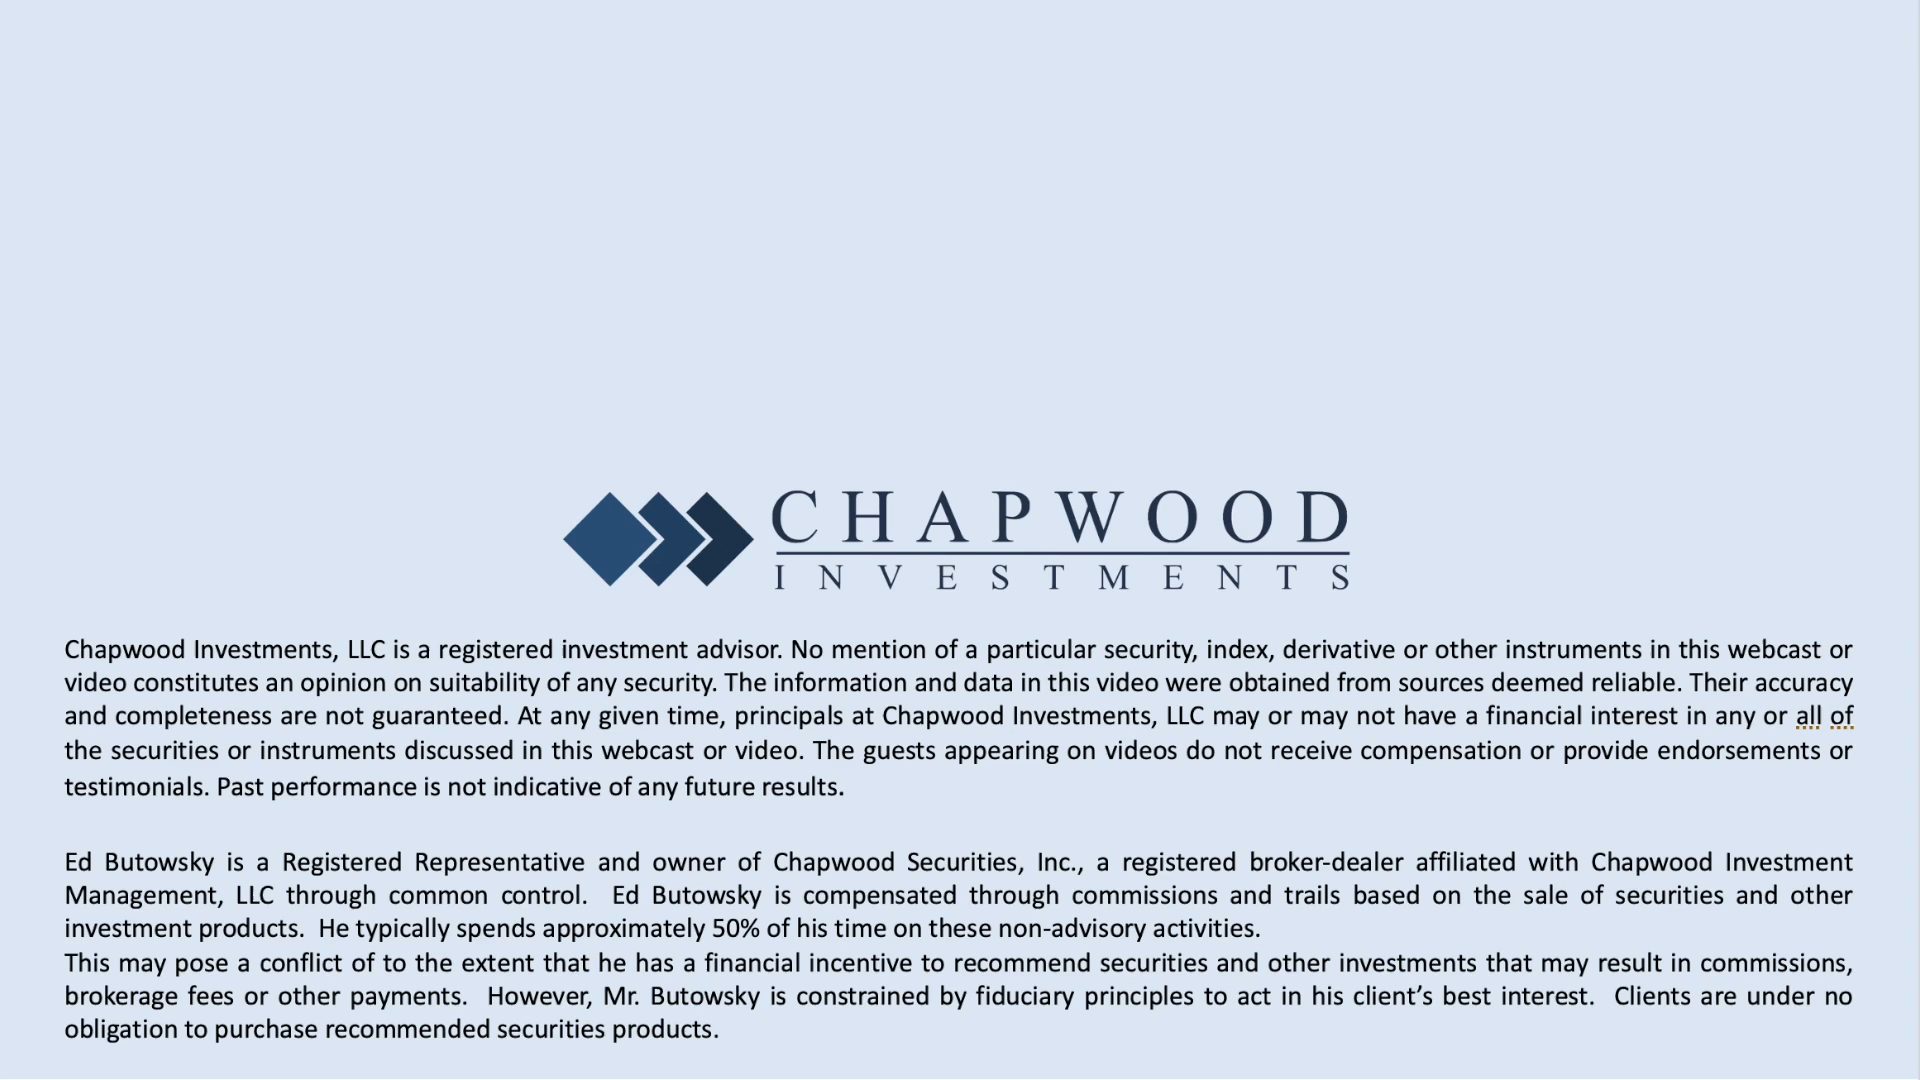 CHAPWOOD
INVESTMENTS
Chapwood Investments, LLC is a registered investment advisor. No mention of a particular security, index, derivative or other instruments in this webcast or
video constitutes an opinion on suitability of any security. The information and data in this video were obtained from sources deemed reliable. Their accuracy
and completeness are not guaranteed. At any given time, principals at Chapwood Investments, LLC may or may not have a financial interest in any or all of
the securities or instruments discussed in this webcast or video. The guests appearing on videos do not receive compensation or provide endorsements or
testimonials. Past performance is not indicative of any future results.
Ed Butowsky is a Registered Representative and owner of Chapwood Securities, Inc., a registered broker-dealer affiliated with Chapwood Investment
Management, LLC through common control. Ed Butowsky is compensated through commissions and trails based on the sale of securities and other
investment products. He typically spends approximately 50% of his time on these non-advisory activities.
This may pose a conflict of to the extent that he has a financial incentive to recommend securities and other investments that may result in commissions,
brokerage fees or other payments. However, Mr. Butowsky is constrained by fiduciary principles to act in his client’s best interest. Clients are under no
obligation to purchase recommended securities products.